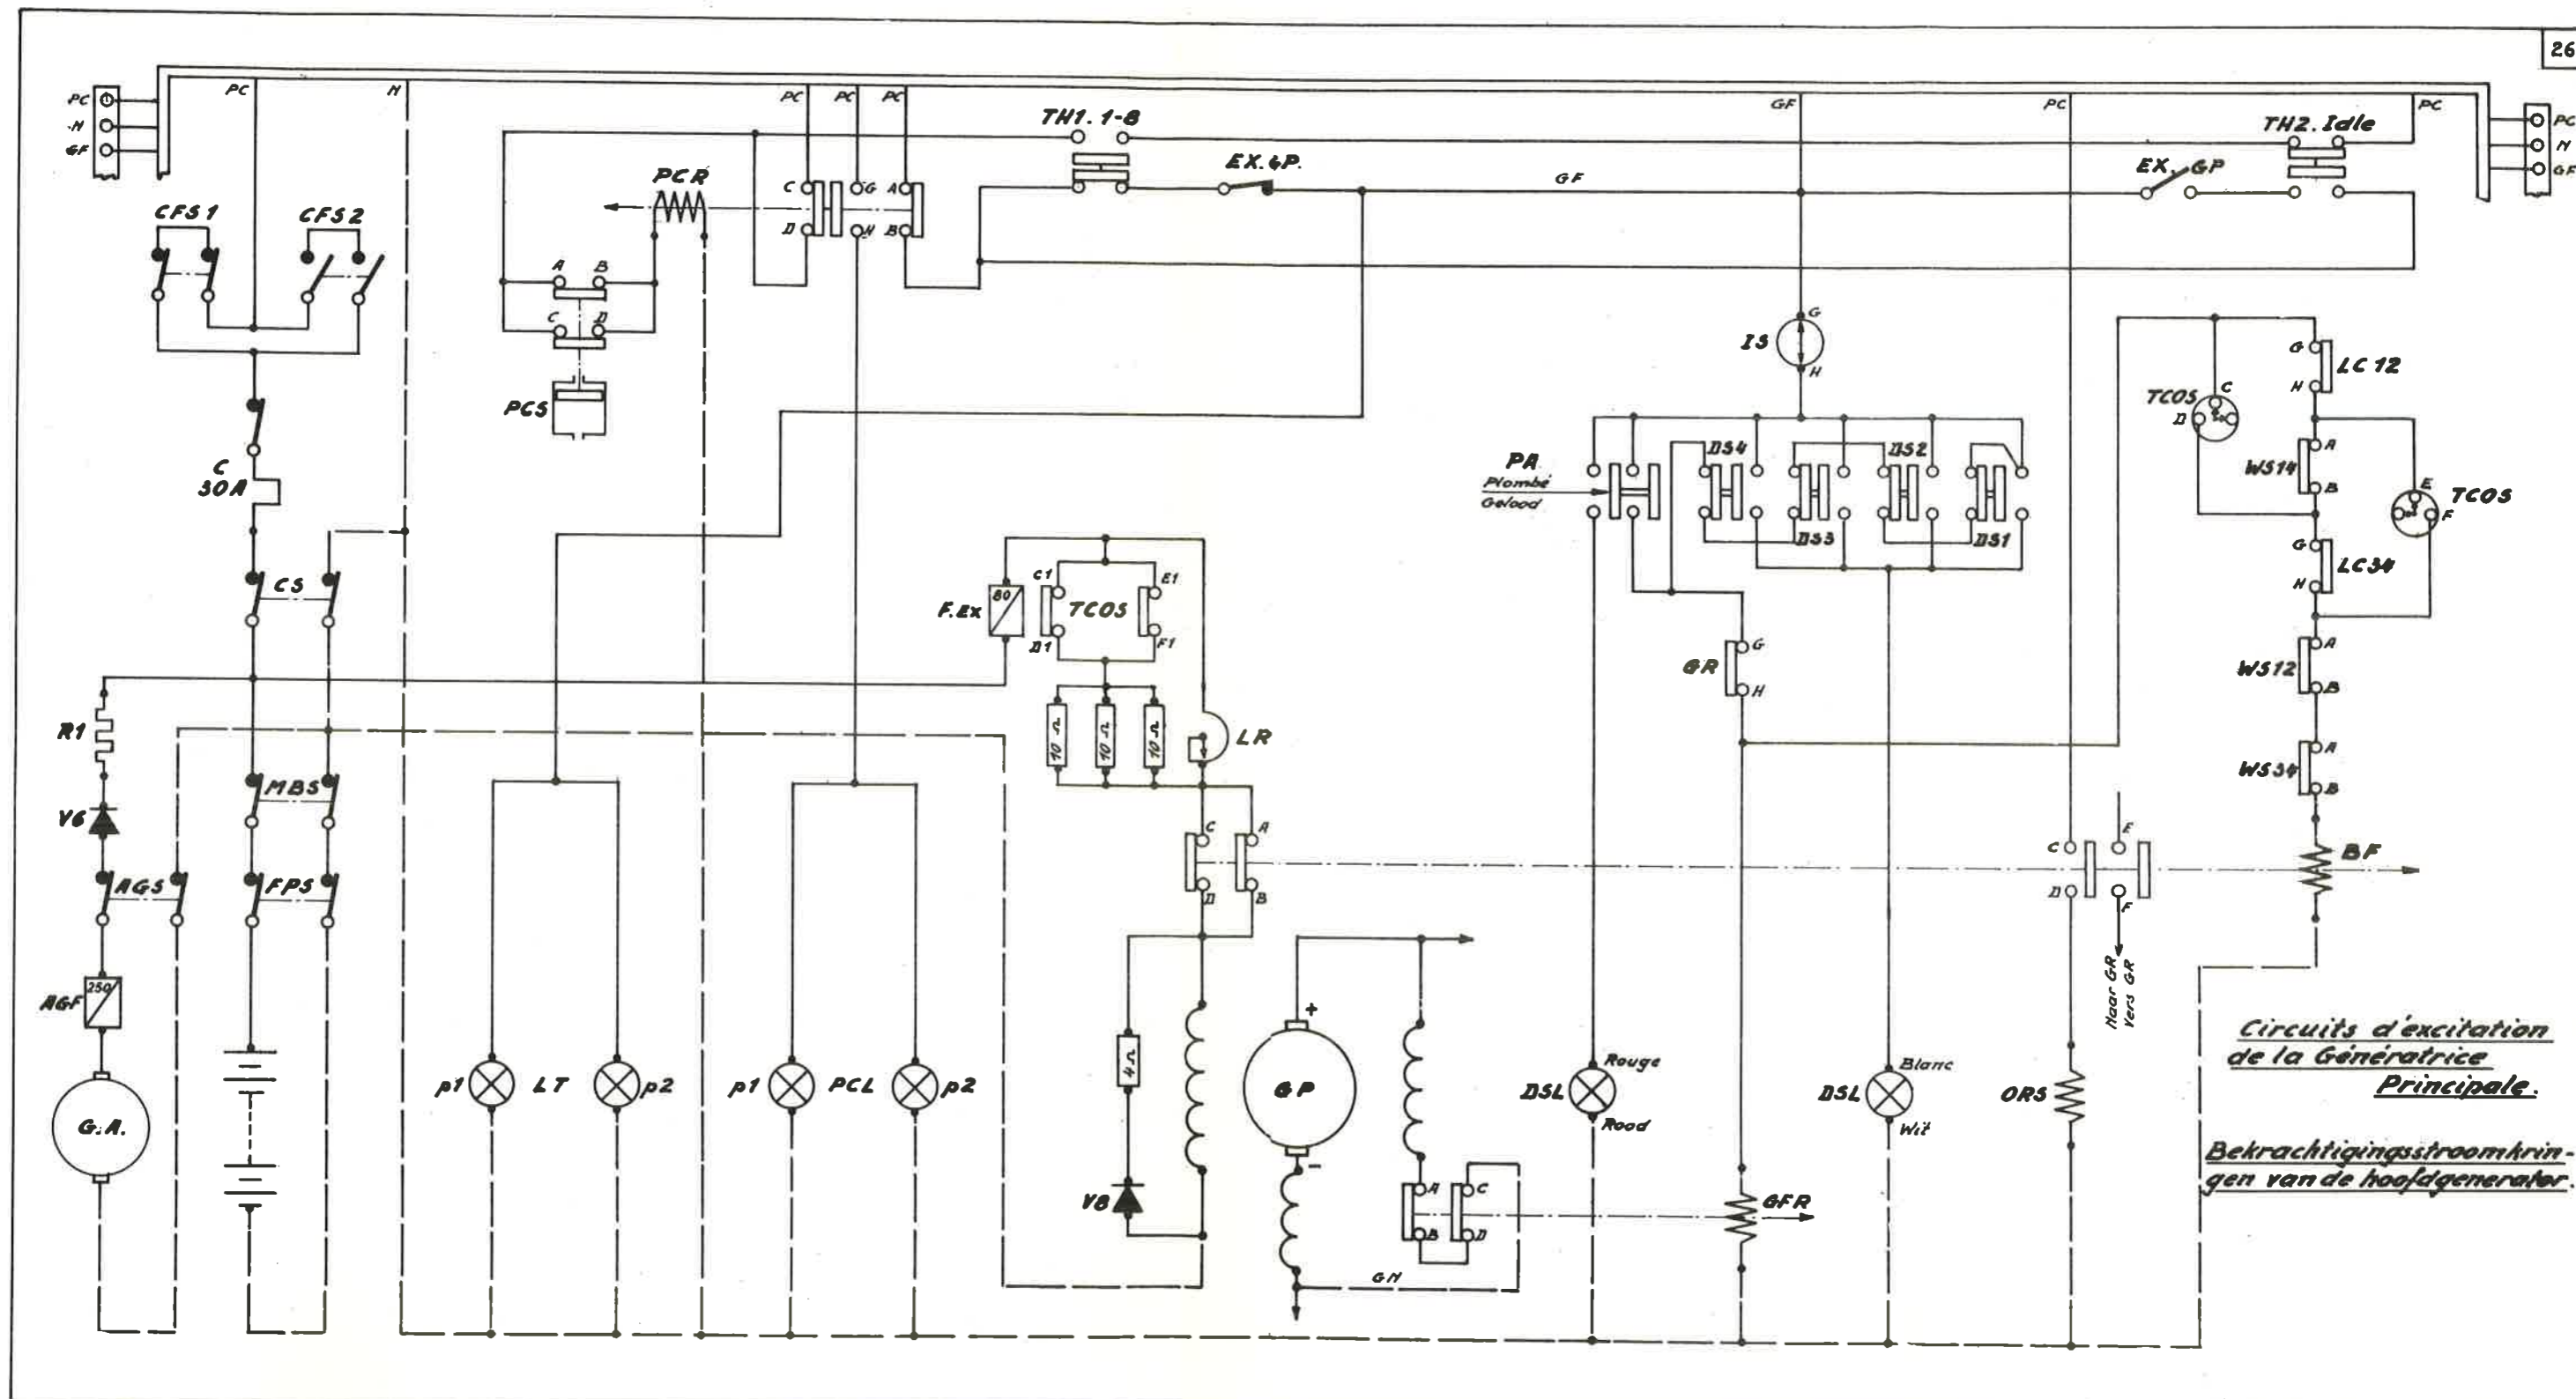 26
PC
N
PC
PC
PC
GF
PC
PC
PC
N
GF
PC
N
GF
TH1. 1-8
TH2. Idle
EX. GP.
GF
EX. GP
PCR
C
G
A
D
H
B
CFS1
CFS2
A
B
C
D
PCS
G
IS
H
G
LC 12
H
TCOS
C
D
A
WS14
B
E
TCOS
F
G
LC34
H
A
WS12
B
A
WS34
B
BF
C
30A
PA
Plombé
Gelood
DS4
DS2
DS3
DS1
CS
F.Ex
80
C1
E1
TCOS
D1
F1
GR
G
H
R1
10 Ω
10 Ω
10 Ω
LR
V6
MBS
AGS
FPS
C
A
D
B
C
E
D
F
Naar GR
Vers GR
AGF
250
G.A.
p1
LT
p2
p1
PCL
p2
4 Ω
V8
+
GP
-
A
C
B
D
GN
GFR
DSL
Rouge
Rood
DSL
Blanc
Wit
ORS
Circuits d'excitation
de la Génératrice
Principale.
Bekrachtigingsstroomkrin-
gen van de hoofdgenerator.